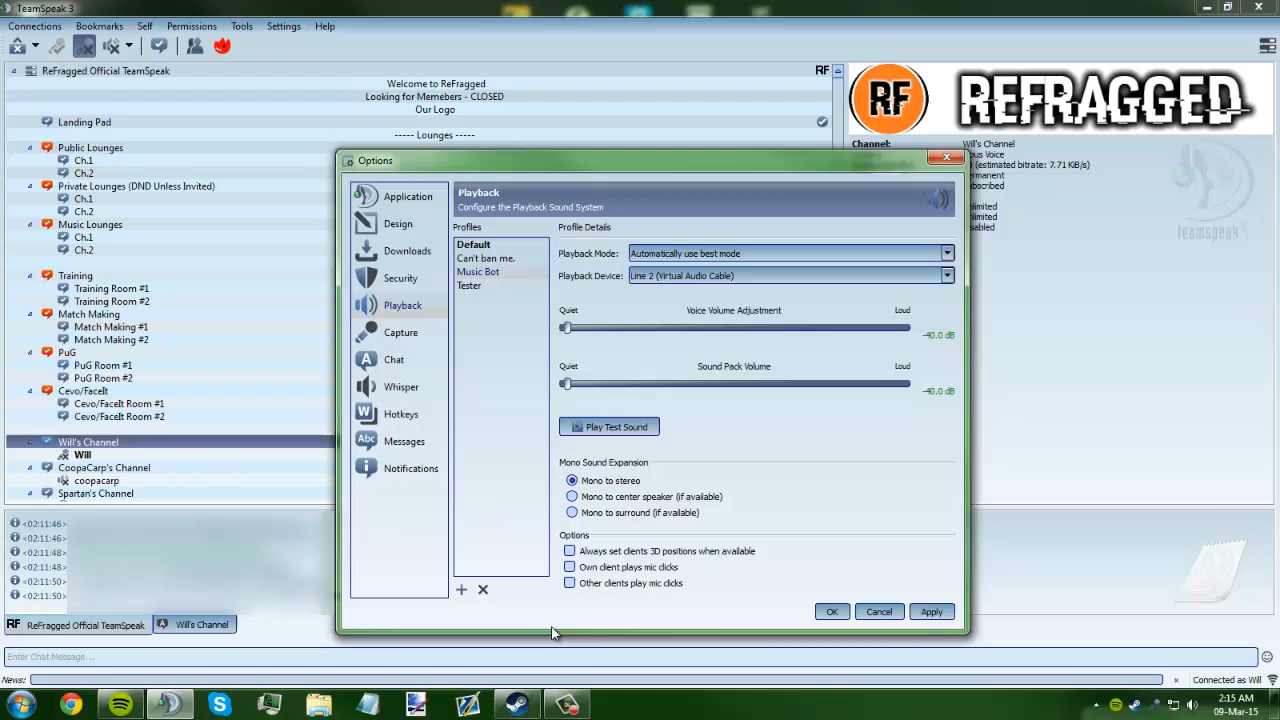 TeamSpeak 3
Connections Bookmarks Self Permissions Tools Settings Help
ReFragged Official TeamSpeak RF
Welcome to ReFragged
Looking for Memebers - CLOSED
Our Logo
Landing Pad
----- Lounges -----
Public Lounges
Ch.1
Ch.2
Private Lounges (DND Unless Invited)
Ch.1
Ch.2
Music Lounges
Ch.1
Ch.2
Training
Training Room #1
Training Room #2
Match Making
Match Making #1
Match Making #2
PuG
PuG Room #1
PuG Room #2
Cevo/FaceIt
Cevo/FaceIt Room #1
Cevo/FaceIt Room #2
Will's Channel
Will
CoopaCarp's Channel
coopacarp
Spartan's Channel
RF REFRAGGED
Channel: Will's Channel
(estimated bitrate: 7.71 KiB/s)
teamspeak
Options
Application
Design
Downloads
Security
Playback
Capture
A Chat
Whisper
W Hotkeys
Abc Messages
Notifications
Playback
Configure the Playback Sound System
Profiles
Default
Can't ban me.
Music Bot
Tester
Profile Details
Playback Mode: Automatically use best mode
Playback Device: Line 2 (Virtual Audio Cable)
Quiet Voice Volume Adjustment Loud
-40.0 dB
Quiet Sound Pack Volume Loud
-40.0 dB
Play Test Sound
Mono Sound Expansion
Mono to stereo
Mono to center speaker (if available)
Mono to surround (if available)
Options
Always set clients 3D positions when available
Own client plays mic clicks
Other clients play mic clicks
OK Cancel Apply
<02:11:46>
<02:11:46>
<02:11:46>
<02:11:48>
<02:11:48>
<02:11:50>
<02:11:50>
RF ReFragged Official TeamSpeak A Will's Channel
Enter Chat Message...
News: Connected as Will
2:15 AM
09-Mar-15